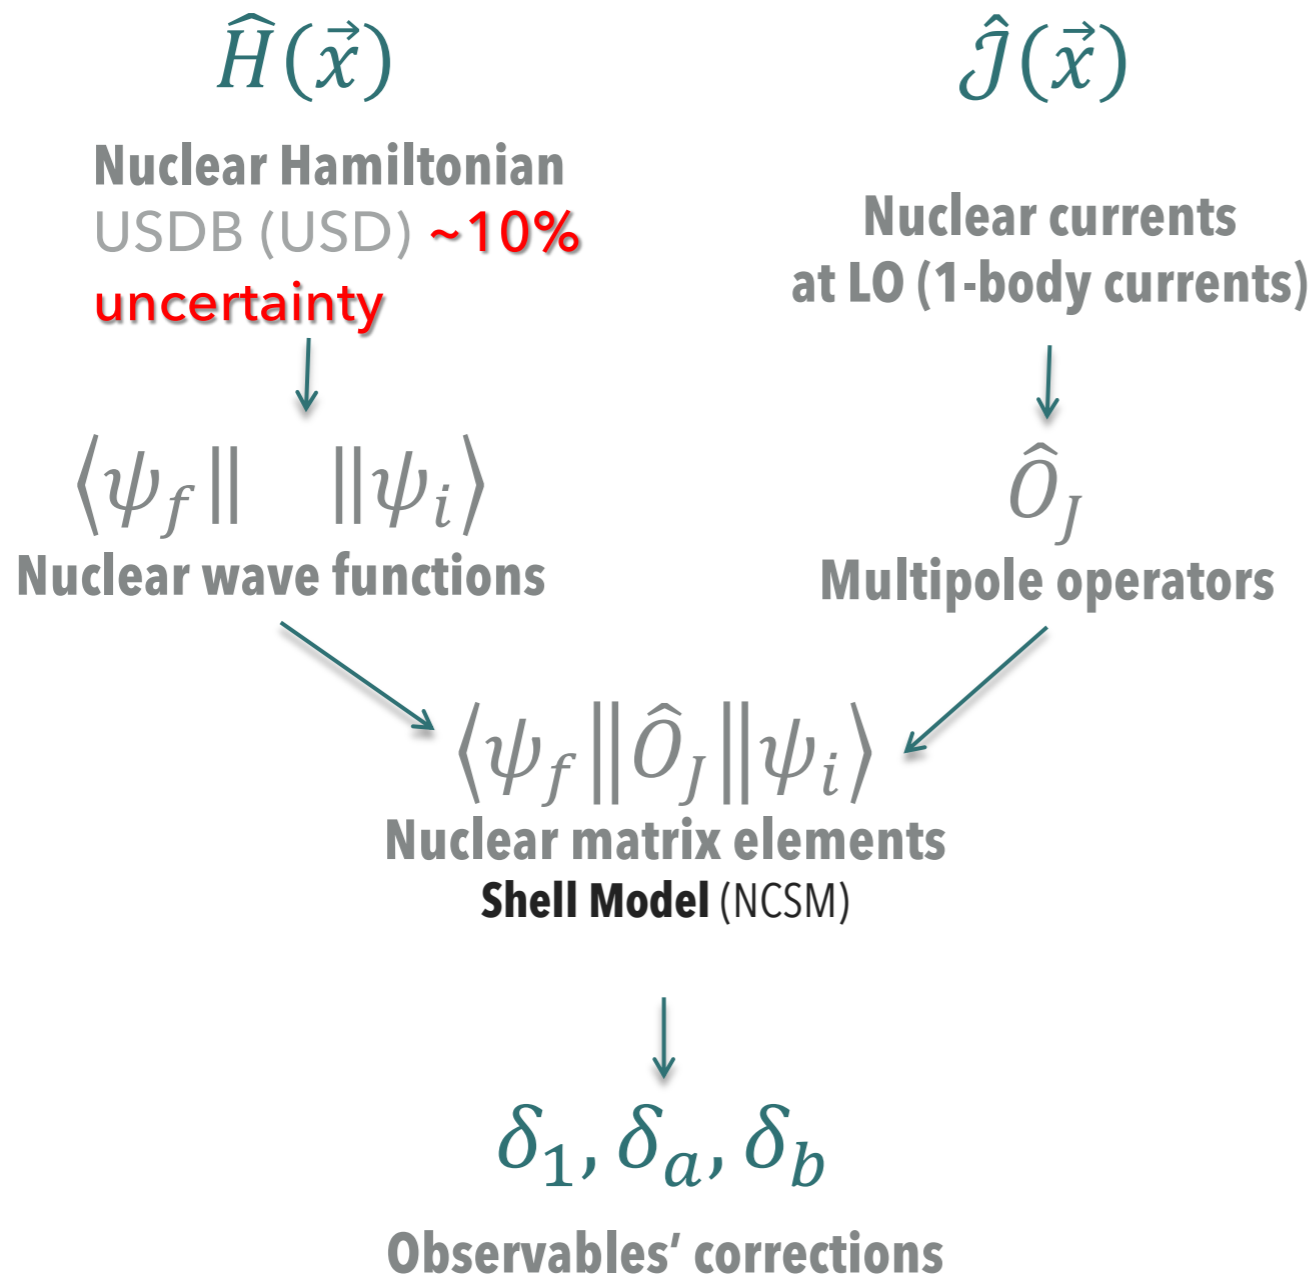 Ĥ(x⃗)
Nuclear Hamiltonian
USDB (USD) ~10%
uncertainty
𝒥̂(x⃗)
Nuclear currents
at LO (1-body currents)
⟨ψ_f‖ ‖ψ_i⟩
Nuclear wave functions
Ô_J
Multipole operators
⟨ψ_f‖Ô_J‖ψ_i⟩
Nuclear matrix elements
Shell Model (NCSM)
δ₁, δ_a, δ_b
Observables’ corrections